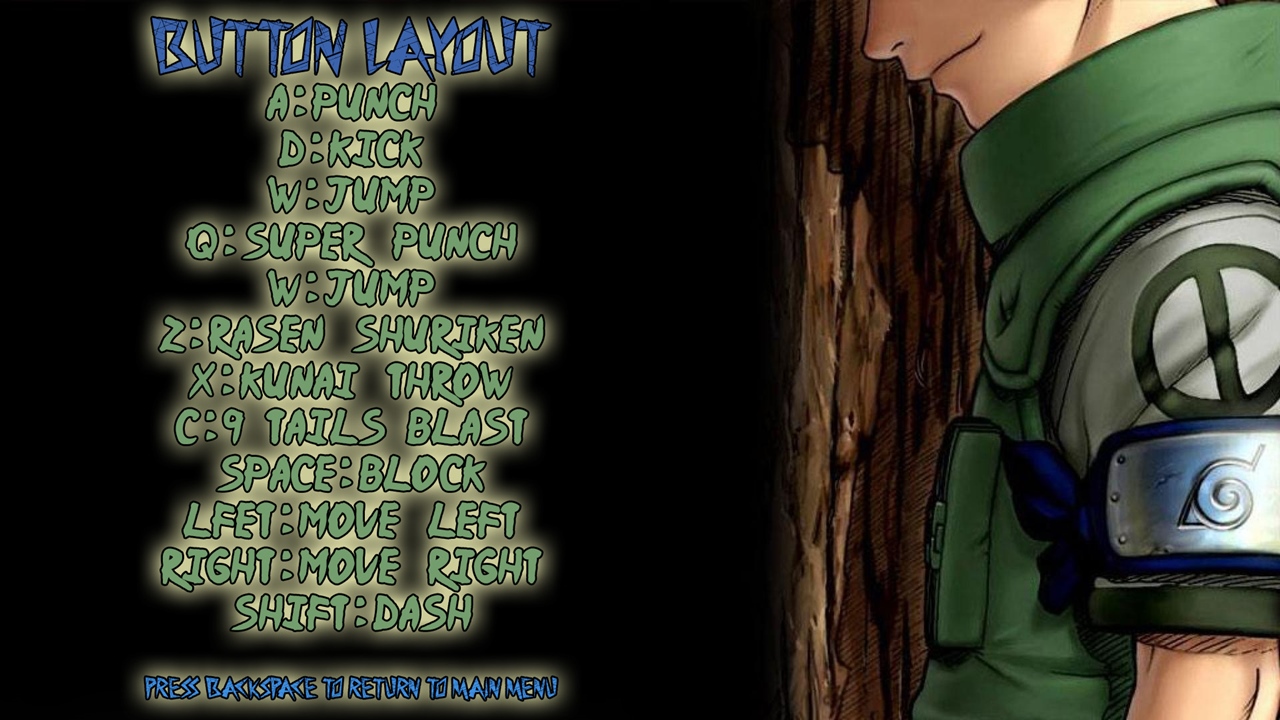 BUTTON LAYOUT
A:PUNCH
D:KICK
W:JUMP
Q:SUPER PUNCH
W:JUMP
Z:RASEN SHURIKEN
X:KUNAI THROW
C:9 TAILS BLAST
SPACE:BLOCK
LFET:MOVE LEFT
RIGHT:MOVE RIGHT
SHIFT:DASH
PRESS BACKSPACE TO RETURN TO MAIN MENU